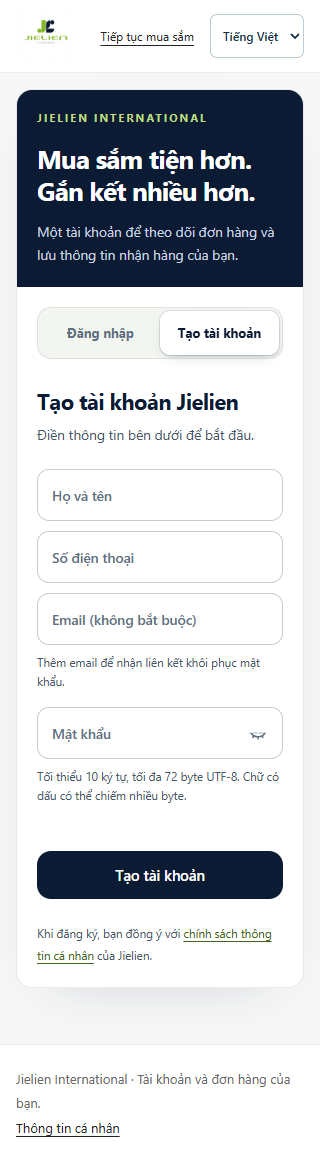 JIELIEN
Tiếp tục mua sắm
Tiếng Việt
JIELIEN INTERNATIONAL
Mua sắm tiện hơn.
Gắn kết nhiều hơn.
Một tài khoản để theo dõi đơn hàng và
lưu thông tin nhận hàng của bạn.
Đăng nhập
Tạo tài khoản
Tạo tài khoản Jielien
Điền thông tin bên dưới để bắt đầu.
Họ và tên
Số điện thoại
Email (không bắt buộc)
Thêm email để nhận liên kết khôi phục mật
khẩu.
Mật khẩu
Tối thiểu 10 ký tự, tối đa 72 byte UTF-8. Chữ có
dấu có thể chiếm nhiều byte.
Tạo tài khoản
Khi đăng ký, bạn đồng ý với chính sách thông
tin cá nhân của Jielien.
Jielien International · Tài khoản và đơn hàng của
bạn.
Thông tin cá nhân